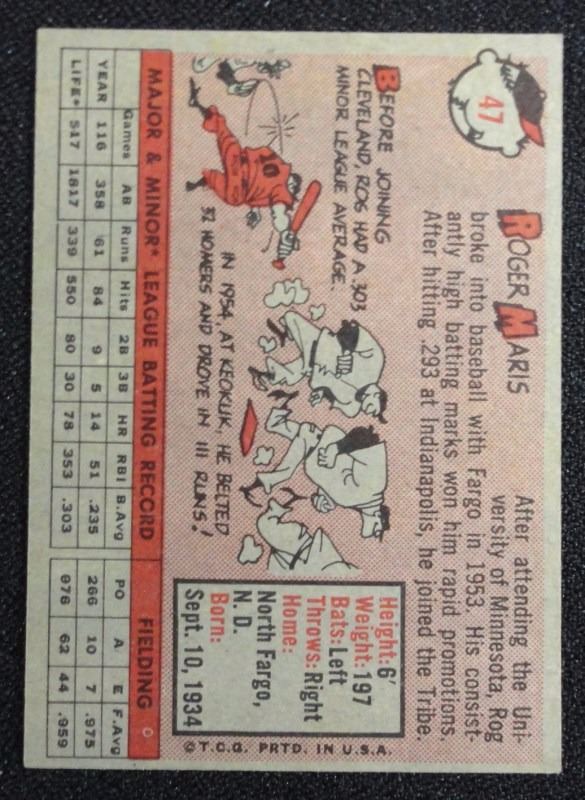 47
ROGER MARIS
After attending the Uni-
versity of Minnesota, Rog
broke into baseball with Fargo in 1953. His consist-
antly high batting marks won him rapid promotions.
After hitting .293 at Indianapolis, he joined the Tribe.
BEFORE JOINING
CLEVELAND, ROG HAD A .303
MINOR LEAGUE AVERAGE.
10
IN 1954, AT KEOKUK, HE BELTED
32 HOMERS AND DROVE IN 111 RUNS!
Height: 6'
Weight: 197
Bats: Left
Throws: Right
Home:
North Fargo,
N. D.
Born:
Sept. 10, 1934
©T.C.G. PRTD. IN U.S.A.
MAJOR & MINOR* LEAGUE BATTING RECORD FIELDING
Games AB Runs Hits 2B 3B HR RBI B.Avg PO A E F.Avg
YEAR 116 358 61 84 9 5 14 51 .235 266 10 7 .975
LIFE* 517 1817 339 550 80 30 78 353 .303 976 62 44 .959